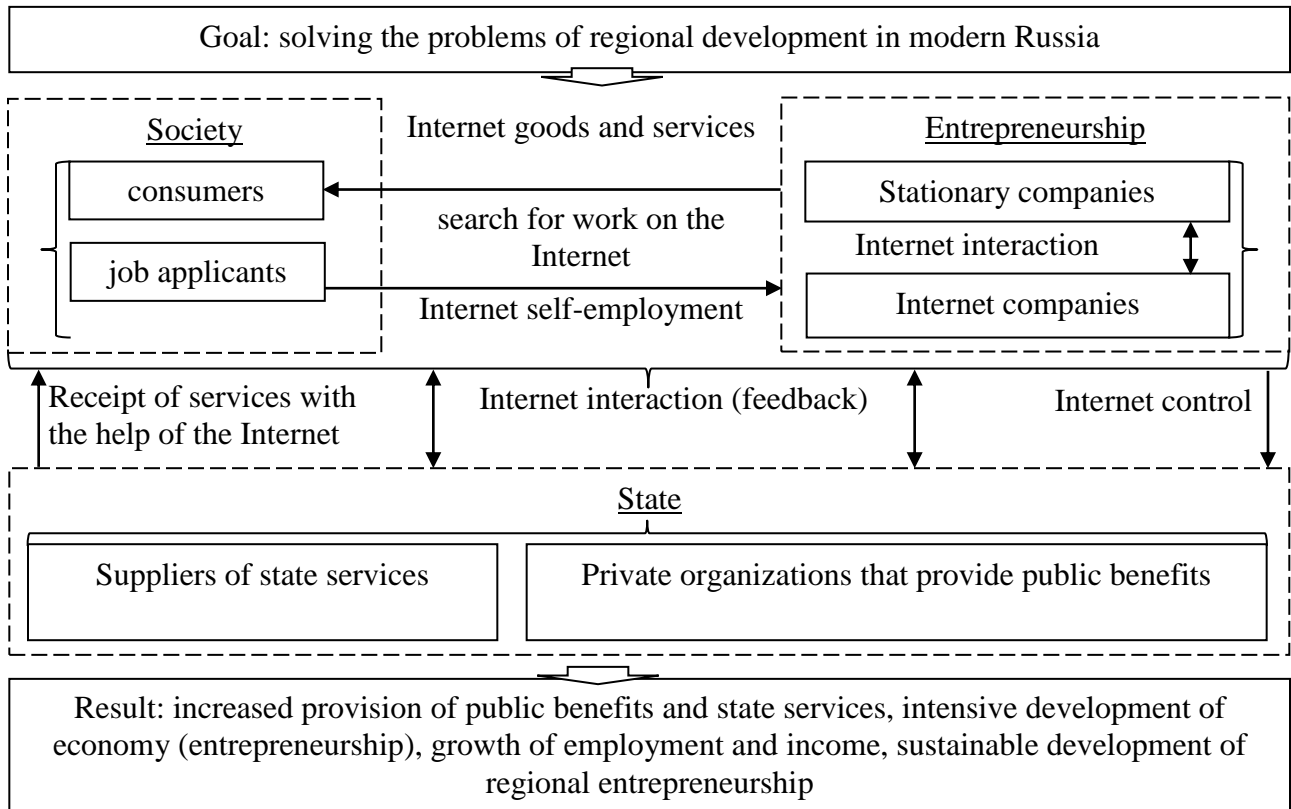 Goal: solving the problems of regional development in modern Russia
Society
Internet goods and services
Entrepreneurship
consumers
Stationary companies
search for work on the
Internet
Internet interaction
job applicants
Internet self-employment
Internet companies
Receipt of services with
the help of the Internet
Internet interaction (feedback)
Internet control
State
Suppliers of state services
Private organizations that provide public benefits
Result: increased provision of public benefits and state services, intensive development of
economy (entrepreneurship), growth of employment and income, sustainable development of
regional entrepreneurship